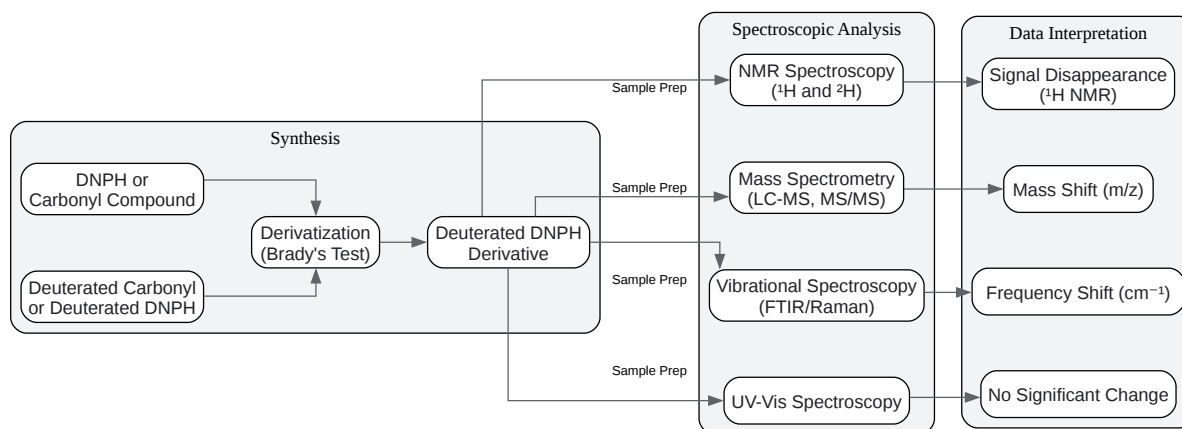 Synthesis
DNPH or
Carbonyl Compound
Deuterated Carbonyl
or Deuterated DNPH
Derivatization
(Brady's Test)
Deuterated DNPH
Derivative
Sample Prep
Sample Prep
Sample Prep
Sample Prep
Spectroscopic Analysis
NMR Spectroscopy
(¹H and ²H)
Mass Spectrometry
(LC-MS, MS/MS)
Vibrational Spectroscopy
(FTIR/Raman)
UV-Vis Spectroscopy
Data Interpretation
Signal Disappearance
(¹H NMR)
Mass Shift (m/z)
Frequency Shift (cm⁻¹)
No Significant Change